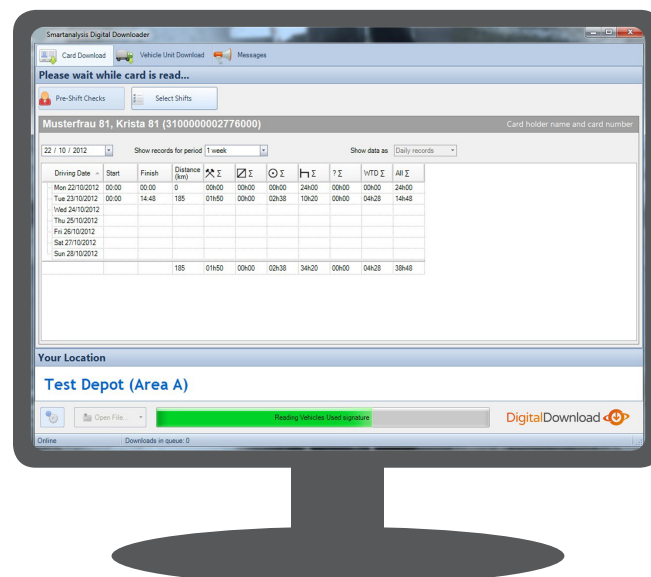 Smartanalysis Digital Downloader
Card Download Vehicle Unit Download Messages
Please wait while card is read...
Pre-Shift Checks Select Shifts
Musterfrau 81, Krista 81 (3100000002776000) Card holder name and card number
22 / 10 / 2012 Show records for period 1 week Show data as Daily records
Driving Date Start Finish Distance (km) Σ Σ Σ Σ ? Σ WTD Σ All Σ
Mon 22/10/2012 00:00 00:00 0 00h00 00h00 00h00 24h00 00h00 00h00 24h00
Tue 23/10/2012 00:00 14:48 185 01h50 00h00 02h38 10h20 00h00 04h28 14h48
Wed 24/10/2012
Thu 25/10/2012
Fri 26/10/2012
Sat 27/10/2012
Sun 28/10/2012
185 01h50 00h00 02h38 34h20 00h00 04h28 38h48
Your Location
Test Depot (Area A)
Open File... Reading Vehicles Used signature DigitalDownload
Online Downloads in queue: 0